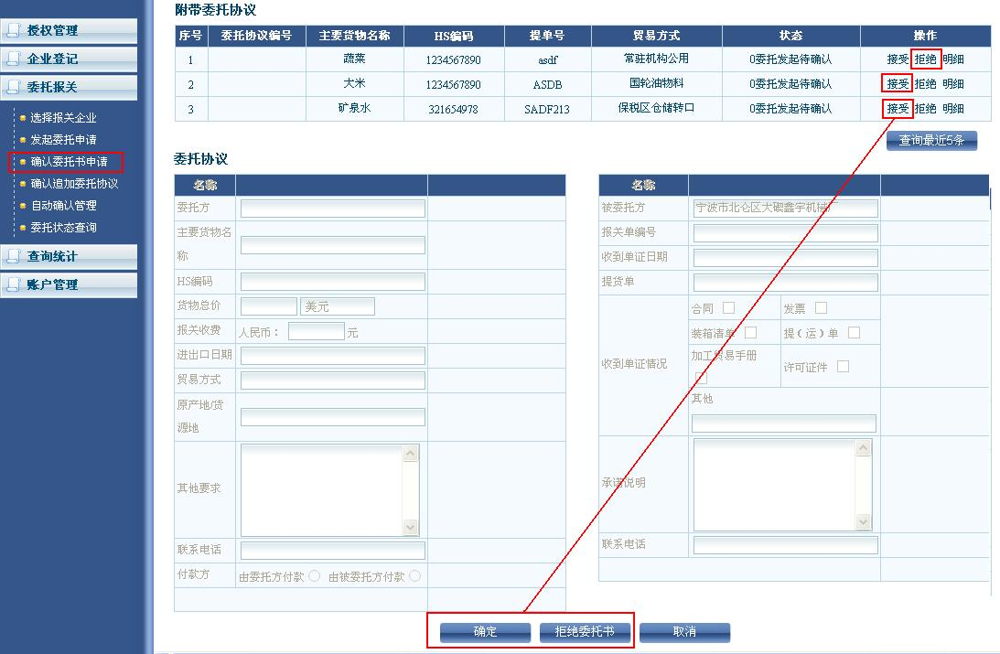 授权管理
企业登记
委托报关
选择报关企业
发起委托申请
确认委托书申请
确认追加委托协议
自动确认管理
委托状态查询
查询统计
账户管理
附带委托协议
序号 委托协议编号 主要货物名称 HS编码 提单号 贸易方式 状态 操作
1 蔬菜 1234567890 asdf 常驻机构公用 0委托发起待确认 接受 拒绝 明细
2 大米 1234567890 ASDB 国轮油物料 0委托发起待确认 接受 拒绝 明细
3 矿泉水 321654978 SADF213 保税区仓储转口 0委托发起待确认 接受 拒绝 明细
查询最近5条
委托协议
名称
委托方
主要货物名
称
HS编码
货物总价 美元
报关收费 人民币： 元
进出口日期
贸易方式
原产地/货
源地
其他要求
联系电话
付款方 由委托方付款 由被委托方付款
名称
被委托方 宁波市北仑区大碶鑫宇机械厂
报关单编号
收到单证日期
提货单
收到单证情况
合同 发票
装箱清单 提（运）单
加工贸易手册 许可证件
其他
承诺说明
联系电话
确定 拒绝委托书 取消